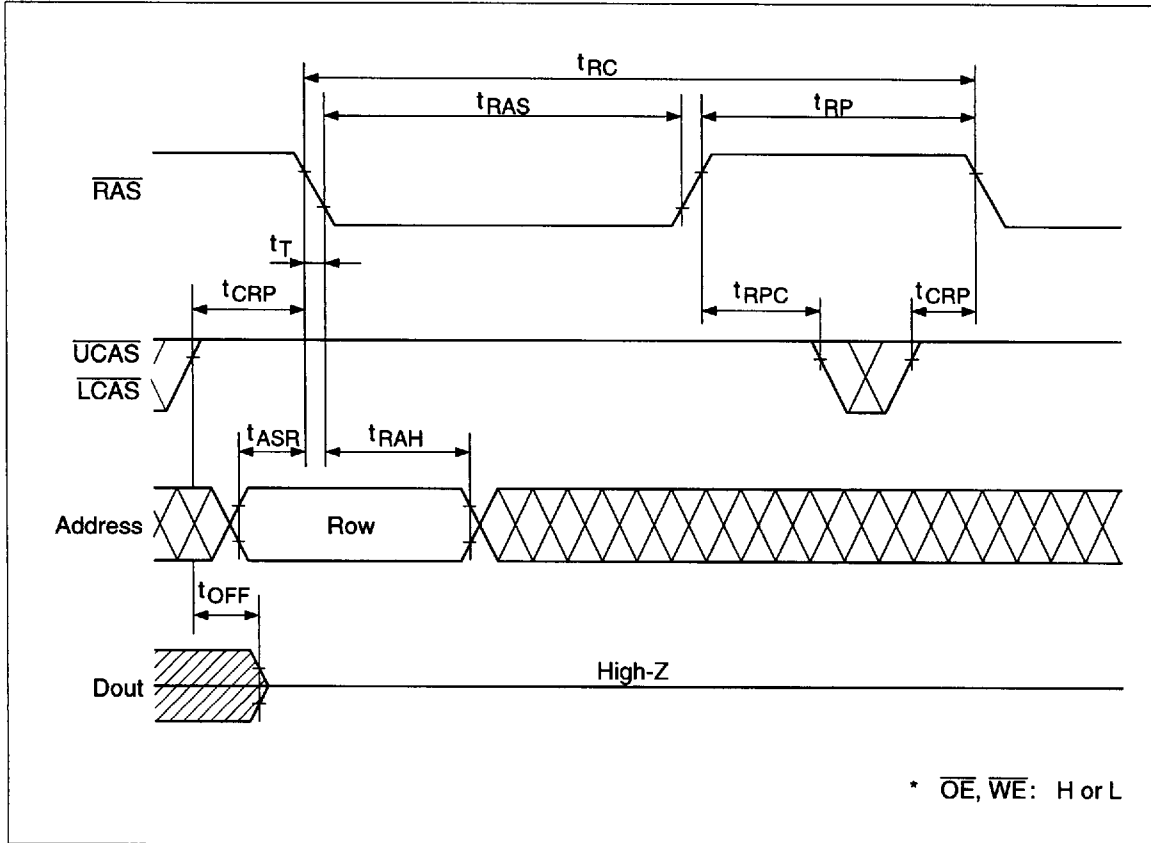 tRC
tRAS
tRP
RAS
tT
tCRP
tRPC
tCRP
UCAS
LCAS
tASR
tRAH
Address
Row
tOFF
High-Z
Dout
* OE, WE: H or L